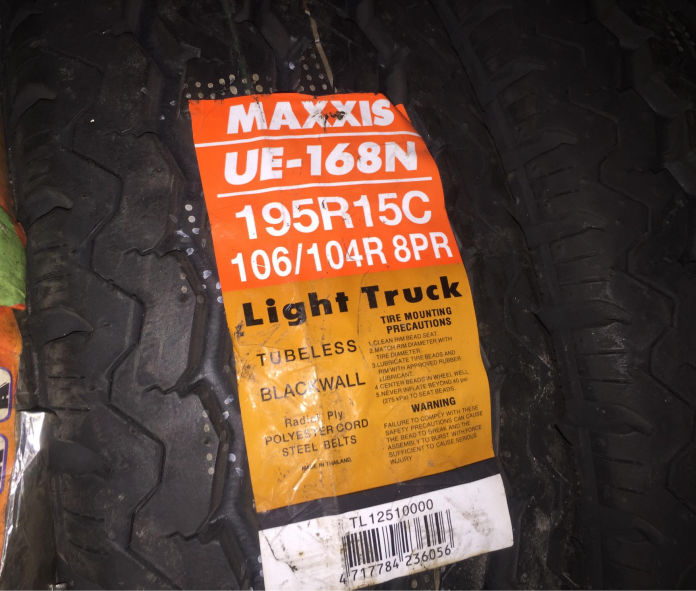 MAXXIS
UE-168N
195R15C
106/104R 8PR
Light Truck
TUBELESS
BLACKWALL
Radial Ply
POLYESTER CORD
STEEL BELTS
MADE IN THAILAND
TIRE MOUNTING
PRECAUTIONS
1.CLEAN RIM BEAD SEAT.
2.MATCH RIM DIAMETER WITH
TIRE DIAMETER.
3.LUBRICATE TIRE BEADS AND
RIM WITH APPROVED RUBBER
LUBRICANT.
4.CENTER BEADS IN WHEEL WELL
5.NEVER INFLATE BEYOND 40 psi
(275 kPa) TO SEAT BEADS.
WARNING
FAILURE TO COMPLY WITH THESE
SAFETY PRECAUTIONS CAN CAUSE
THE BEAD TO BREAK AND THE
ASSEMBLY TO BURST WITH FORCE
SUFFICIENT TO CAUSE SERIOUS
INJURY
TL12510000
4 717784 236056